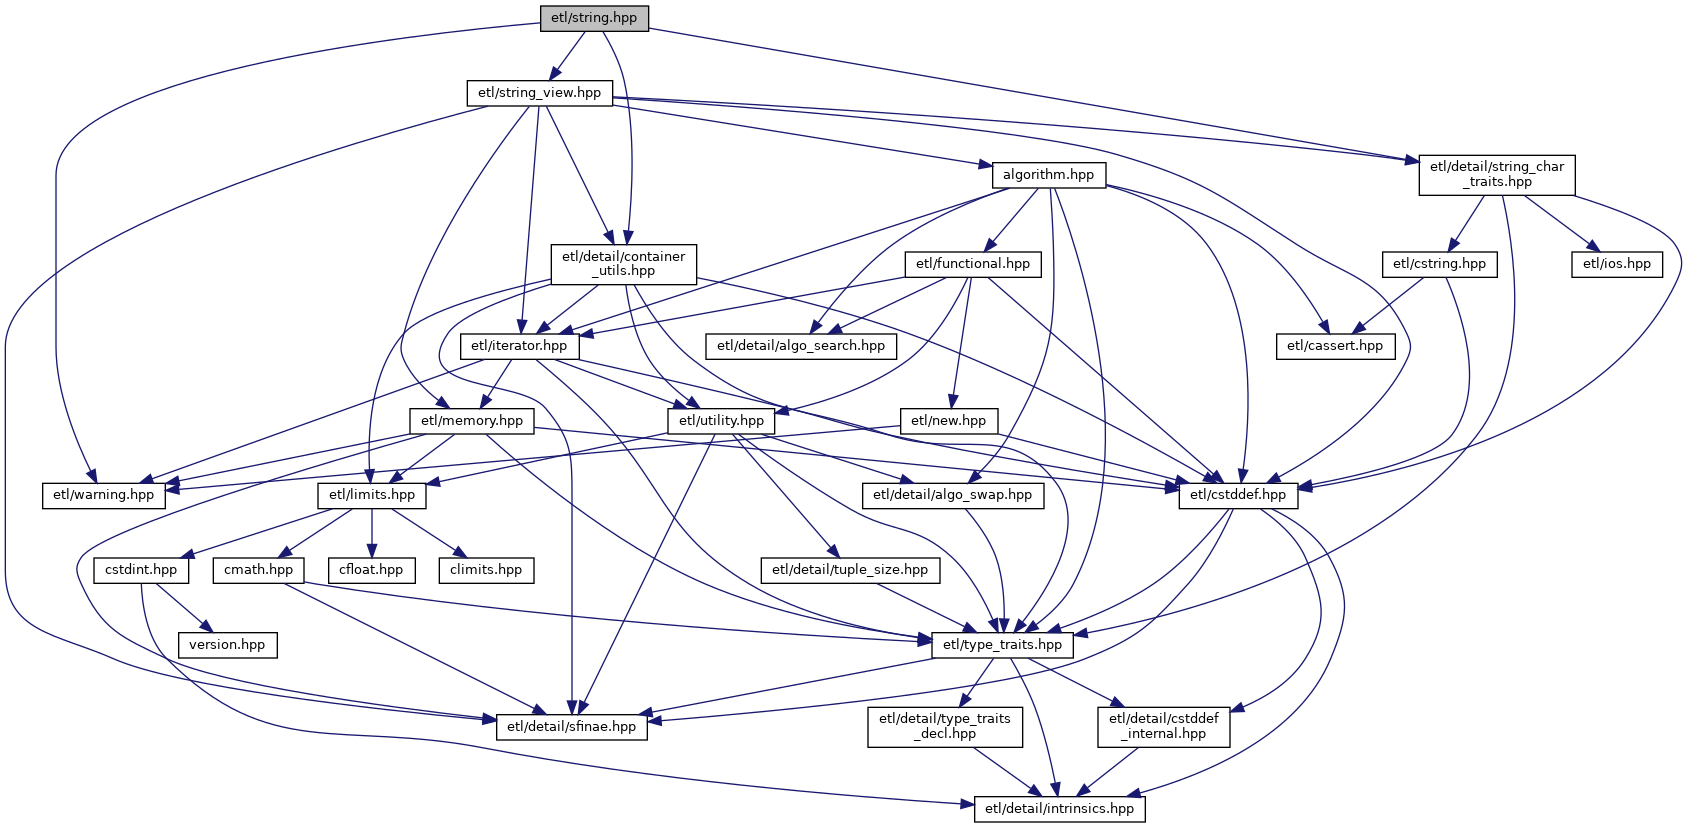 etl/string.hpp
etl/string_view.hpp
etl/detail/string_char
_traits.hpp
algorithm.hpp
etl/detail/container
_utils.hpp
etl/functional.hpp
etl/cstring.hpp
etl/ios.hpp
etl/iterator.hpp
etl/detail/algo_search.hpp
etl/cassert.hpp
etl/memory.hpp
etl/utility.hpp
etl/new.hpp
etl/warning.hpp
etl/limits.hpp
etl/detail/algo_swap.hpp
etl/cstddef.hpp
cstdint.hpp
cmath.hpp
cfloat.hpp
climits.hpp
etl/detail/tuple_size.hpp
version.hpp
etl/type_traits.hpp
etl/detail/sfinae.hpp
etl/detail/type_traits
_decl.hpp
etl/detail/cstddef
_internal.hpp
etl/detail/intrinsics.hpp